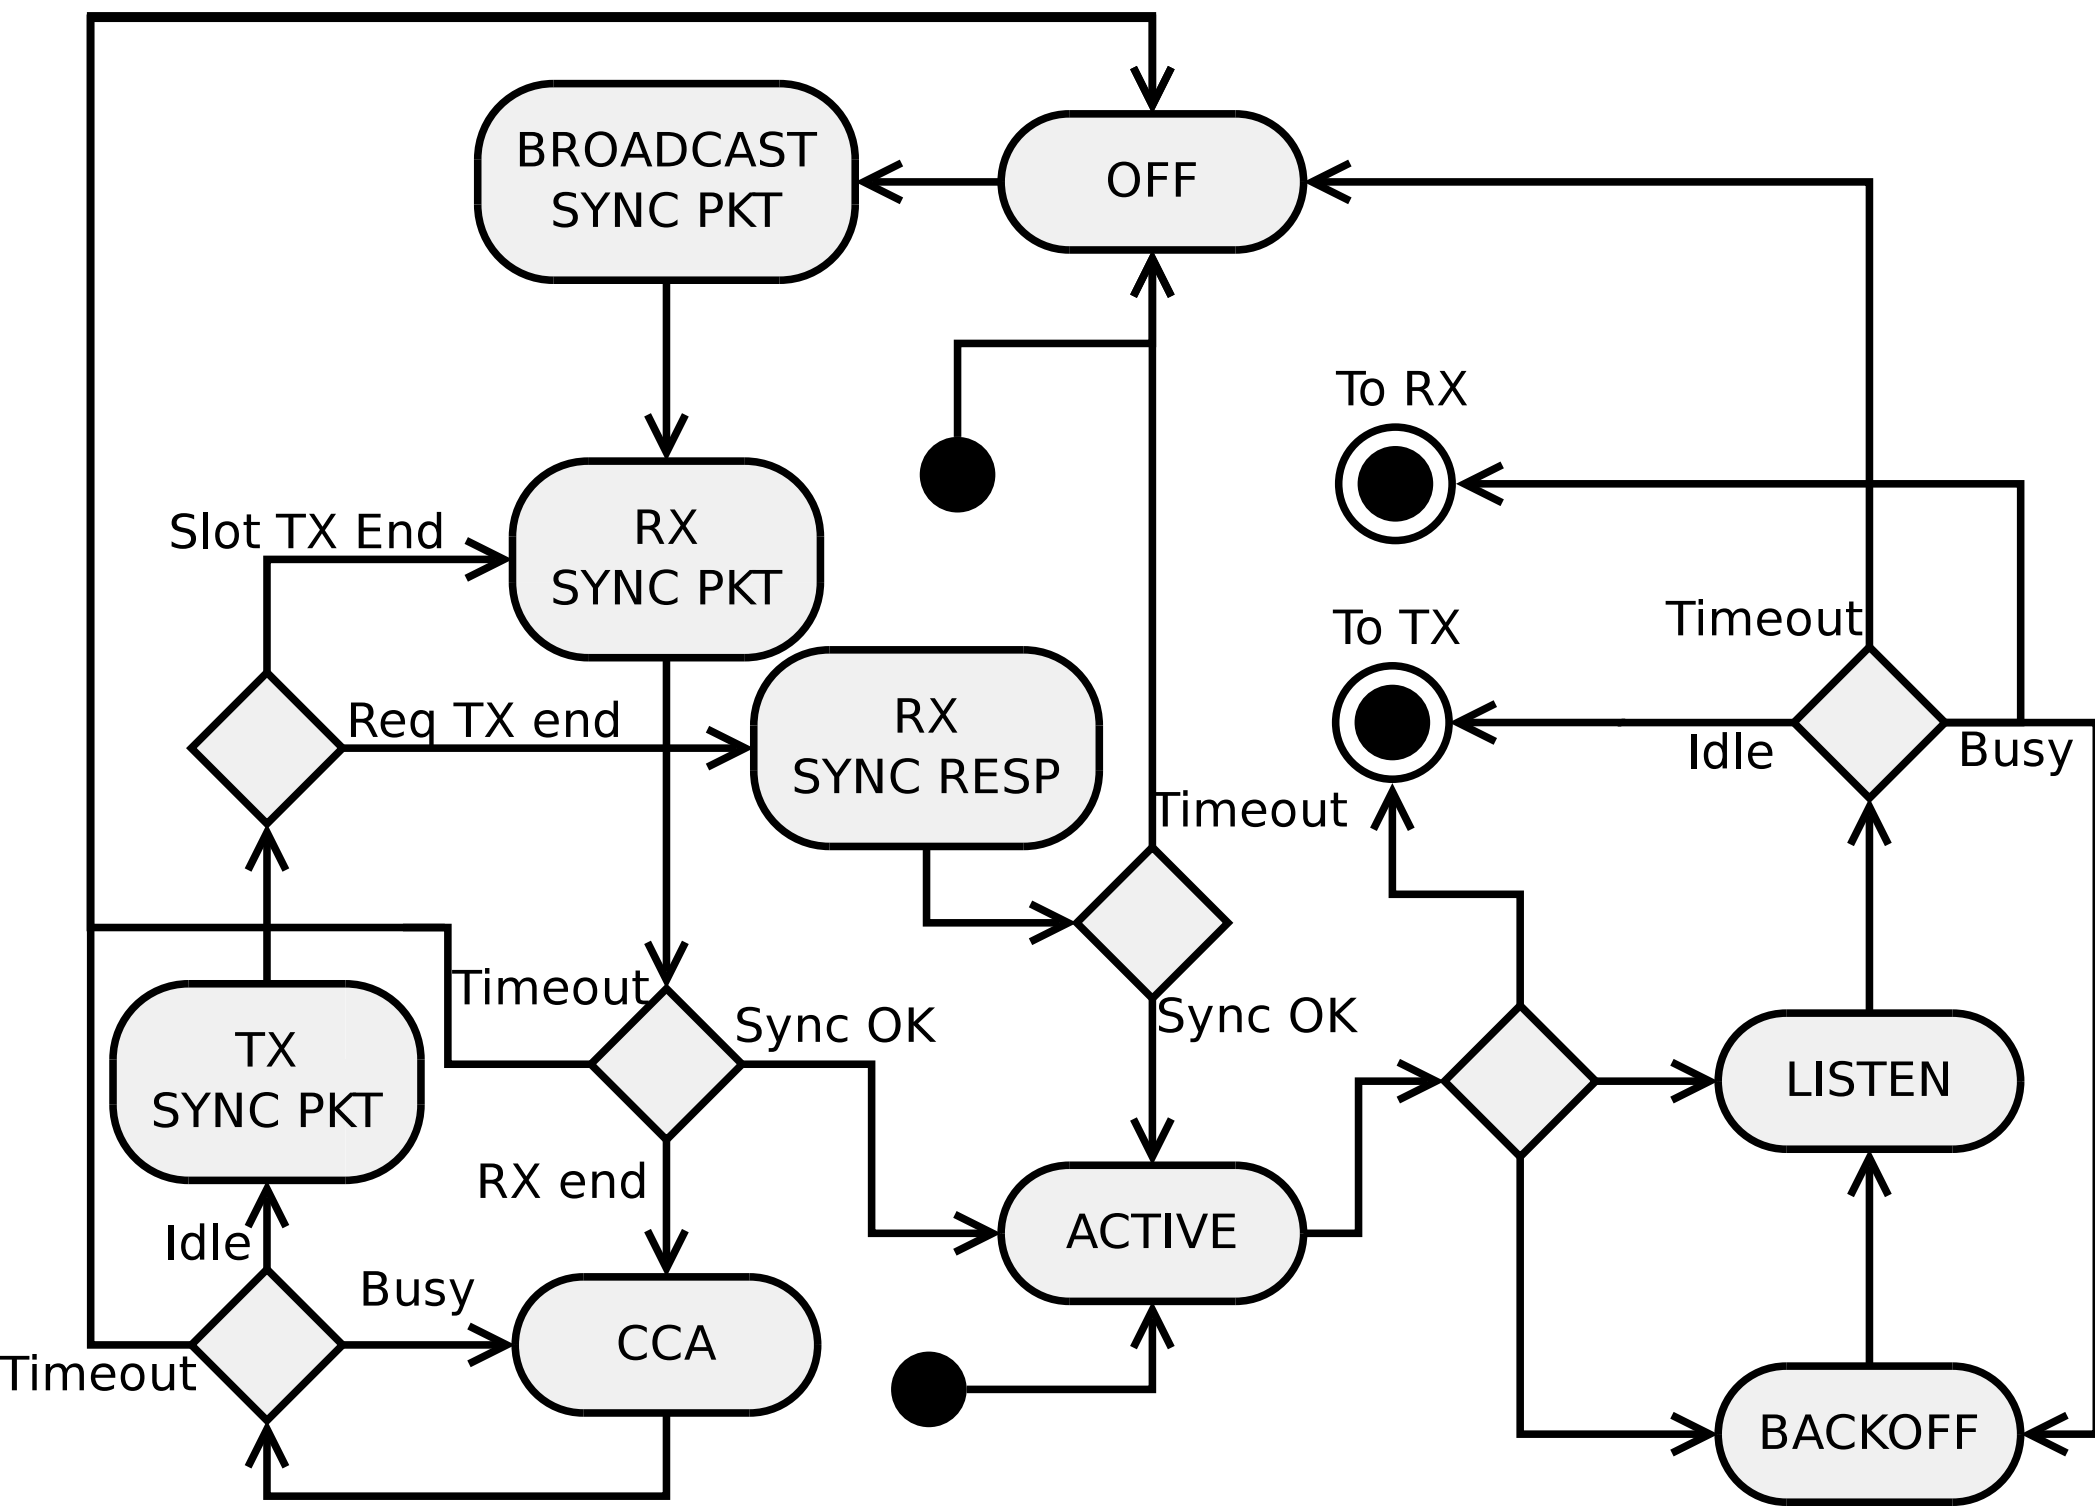 BROADCAST
SYNC PKT
OFF
To RX
Slot TX End
RX
SYNC PKT
To TX
Timeout
Req TX end
RX
SYNC RESP
Idle
Busy
Timeout
Timeout
Sync OK
Sync OK
TX
SYNC PKT
LISTEN
RX end
ACTIVE
Idle
Busy
CCA
Timeout
BACKOFF